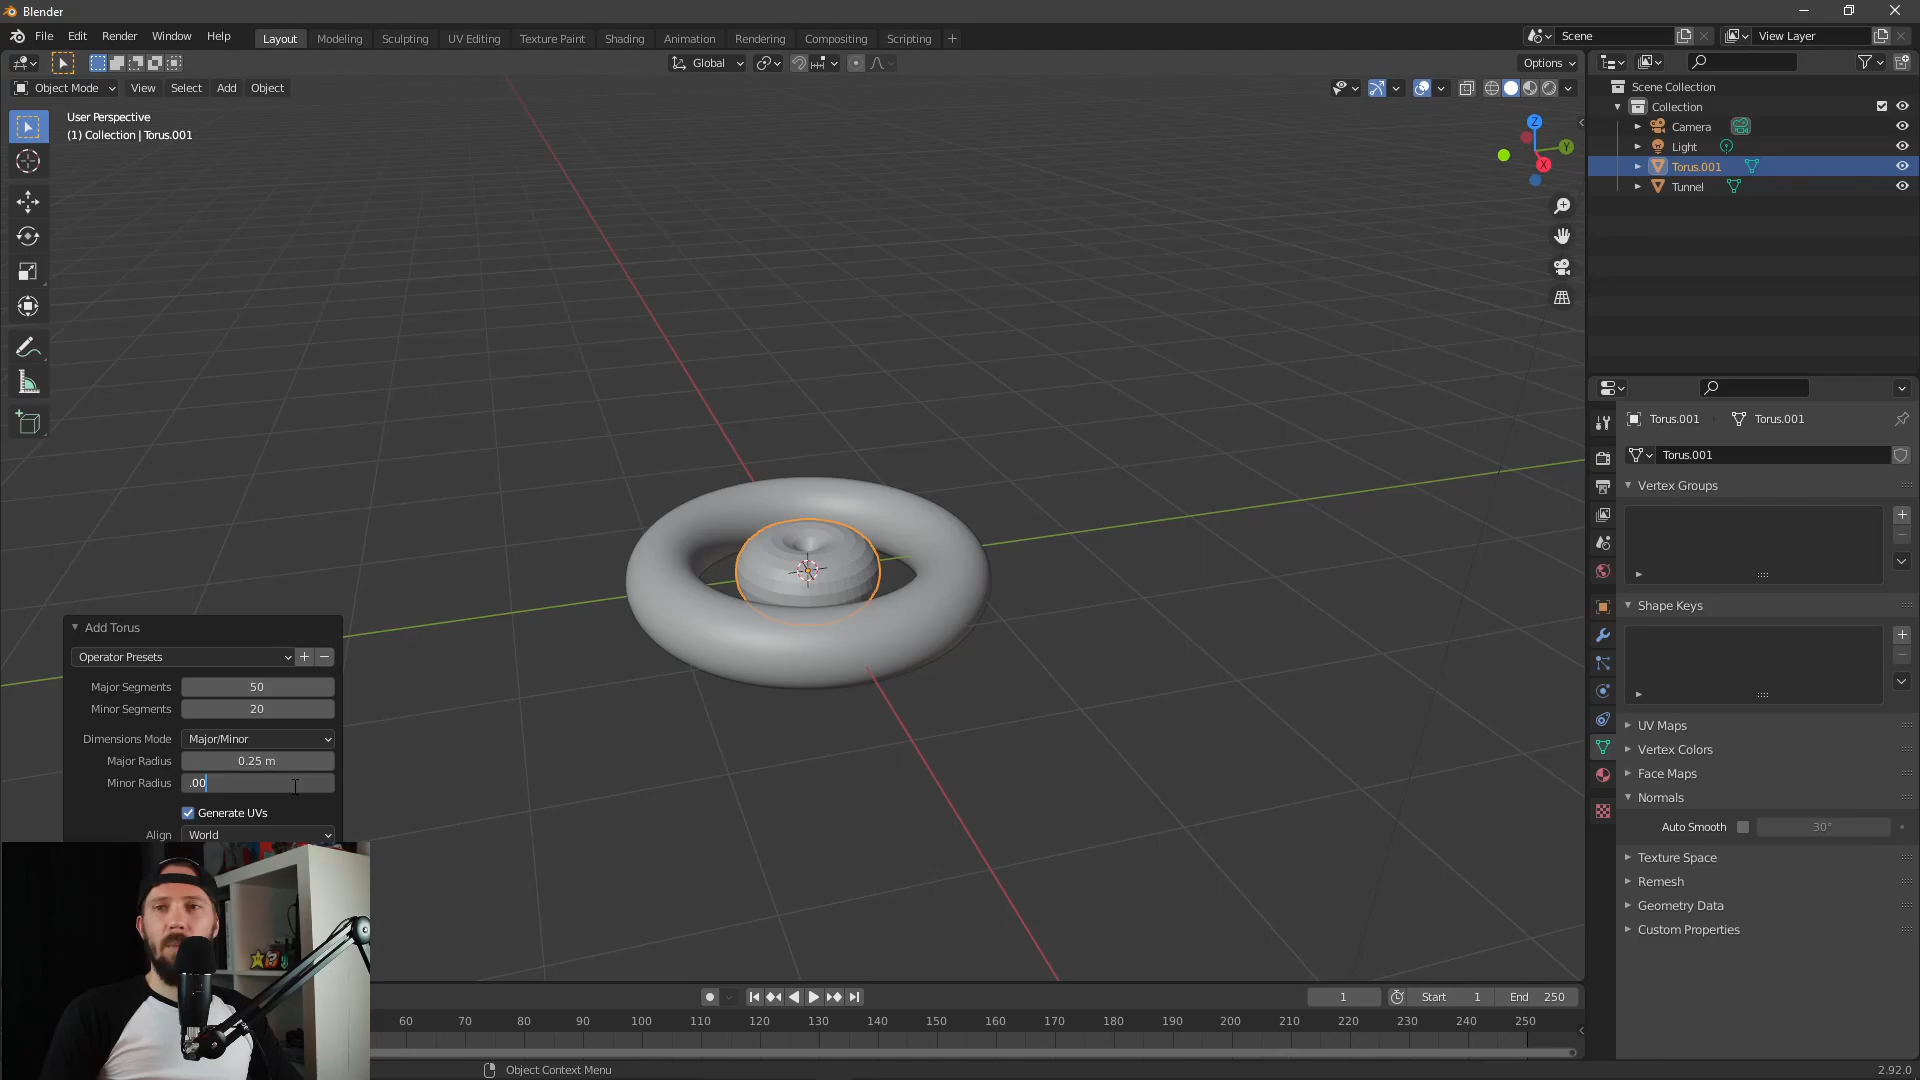 Blender
File Edit Render Window Help
Layout Modeling Sculpting UV Editing Texture Paint Shading Animation Rendering Compositing Scripting +
Scene
View Layer
Global
Options
Object Mode View Select Add Object
User Perspective
(1) Collection | Torus.001
Z
Y
X
Scene Collection
Collection
Camera
Light
Torus.001
Tunnel
Torus.001
Torus.001
Torus.001
Vertex Groups
Shape Keys
UV Maps
Vertex Colors
Face Maps
Normals
Auto Smooth 30°
Texture Space
Remesh
Geometry Data
Custom Properties
Add Torus
Operator Presets
Major Segments 50
Minor Segments 20
Dimensions Mode Major/Minor
Major Radius 0.25 m
Minor Radius .00
Generate UVs
Align World
1
Start 1
End 250
60 70 80 90 100 110 120 130 140 150 160 170 180 190 200 210 220 230 240 250
Object Context Menu
2.92.0